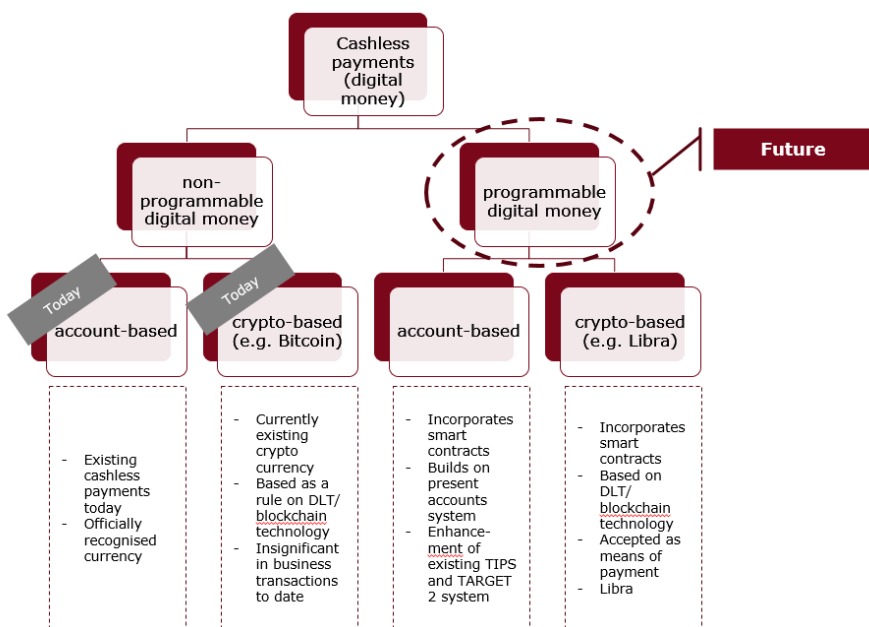 Cashless
payments
(digital
money)
Future
non-
programmable
digital money
programmable
digital money
Today
account-based
Today
crypto-based
(e.g. Bitcoin)
account-based
crypto-based
(e.g. Libra)
- Existing
cashless
payments
today
- Officially
recognised
currency
- Currently
existing
crypto
currency
- Based as a
rule on DLT/
blockchain
technology
- Insignificant
in business
transactions
to date
- Incorporates
smart
contracts
- Builds on
present
accounts
system
- Enhance-
ment of
existing TIPS
and TARGET
2 system
- Incorporates
smart
contracts
- Based on
DLT/
blockchain
technology
- Accepted as
means of
payment
- Libra